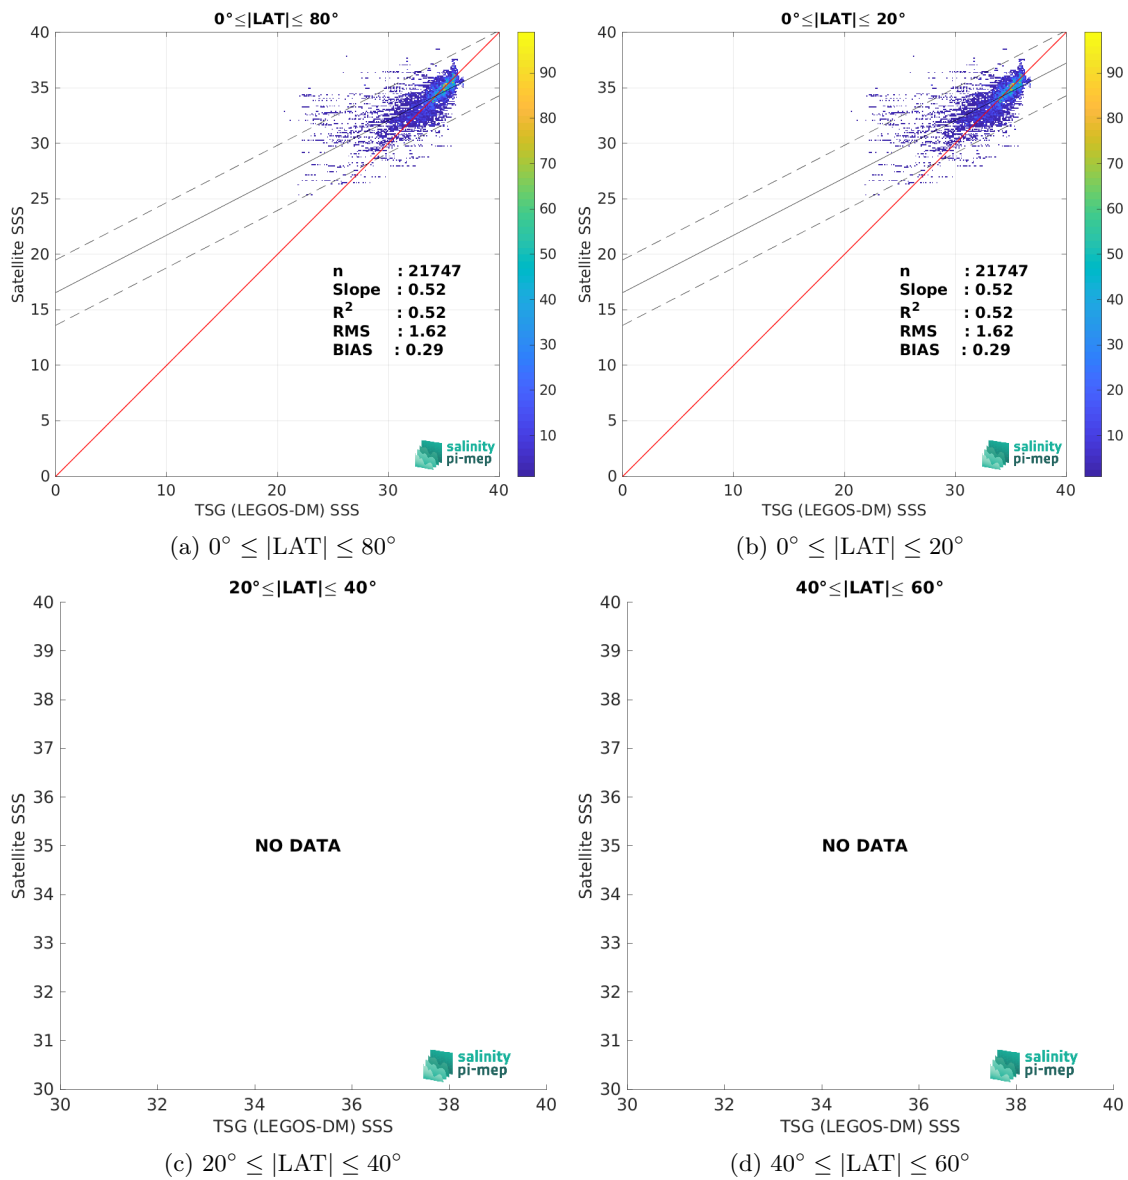 0°≤|LAT|≤ 80°
40
35
30
25
20
15
10
5
0
Satellite SSS
0
10
20
30
40
TSG (LEGOS-DM) SSS
90
80
70
60
50
40
30
20
10
n : 21747
Slope : 0.52
R² : 0.52
RMS : 1.62
BIAS : 0.29
salinity
pi-mep
(a) 0° ≤ |LAT| ≤ 80°
0°≤|LAT|≤ 20°
40
35
30
25
20
15
10
5
0
Satellite SSS
0
10
20
30
40
TSG (LEGOS-DM) SSS
90
80
70
60
50
40
30
20
10
n : 21747
Slope : 0.52
R² : 0.52
RMS : 1.62
BIAS : 0.29
salinity
pi-mep
(b) 0° ≤ |LAT| ≤ 20°
20°≤|LAT|≤ 40°
40
39
38
37
36
35
34
33
32
31
30
Satellite SSS
NO DATA
salinity
pi-mep
30
32
34
36
38
40
TSG (LEGOS-DM) SSS
(c) 20° ≤ |LAT| ≤ 40°
40°≤|LAT|≤ 60°
40
39
38
37
36
35
34
33
32
31
30
Satellite SSS
NO DATA
salinity
pi-mep
30
32
34
36
38
40
TSG (LEGOS-DM) SSS
(d) 40° ≤ |LAT| ≤ 60°